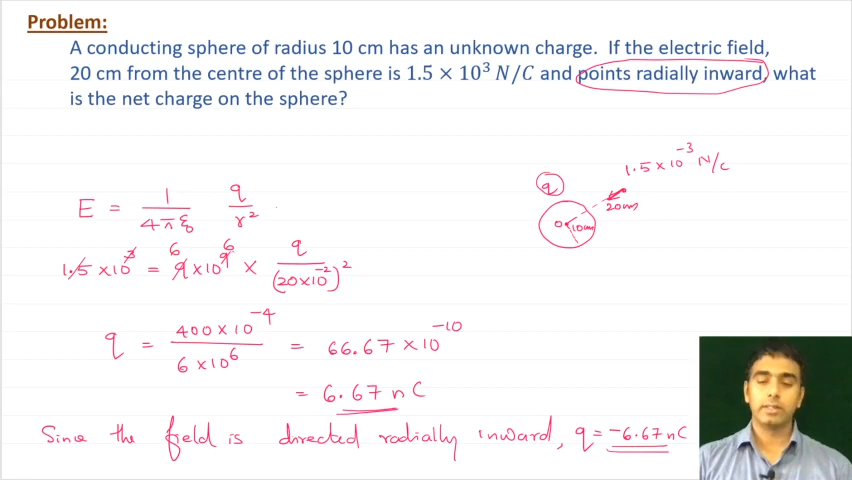 Problem:
A conducting sphere of radius 10 cm has an unknown charge. If the electric field,
20 cm from the centre of the sphere is 1.5 × 10³ N/C and points radially inward, what
is the net charge on the sphere?
1.5 × 10⁻³ N/C
q
20cm
O 10cm
E = 1/4πε q/r²
1.5 × 10³ = 9 × 10⁹ × q/(20×10⁻²)²
6 6
q = 400 × 10⁻⁴/6 × 10⁶ = 66.67 × 10⁻¹⁰
= 6.67 nC
Since the field is directed radially inward, q = -6.67 nC